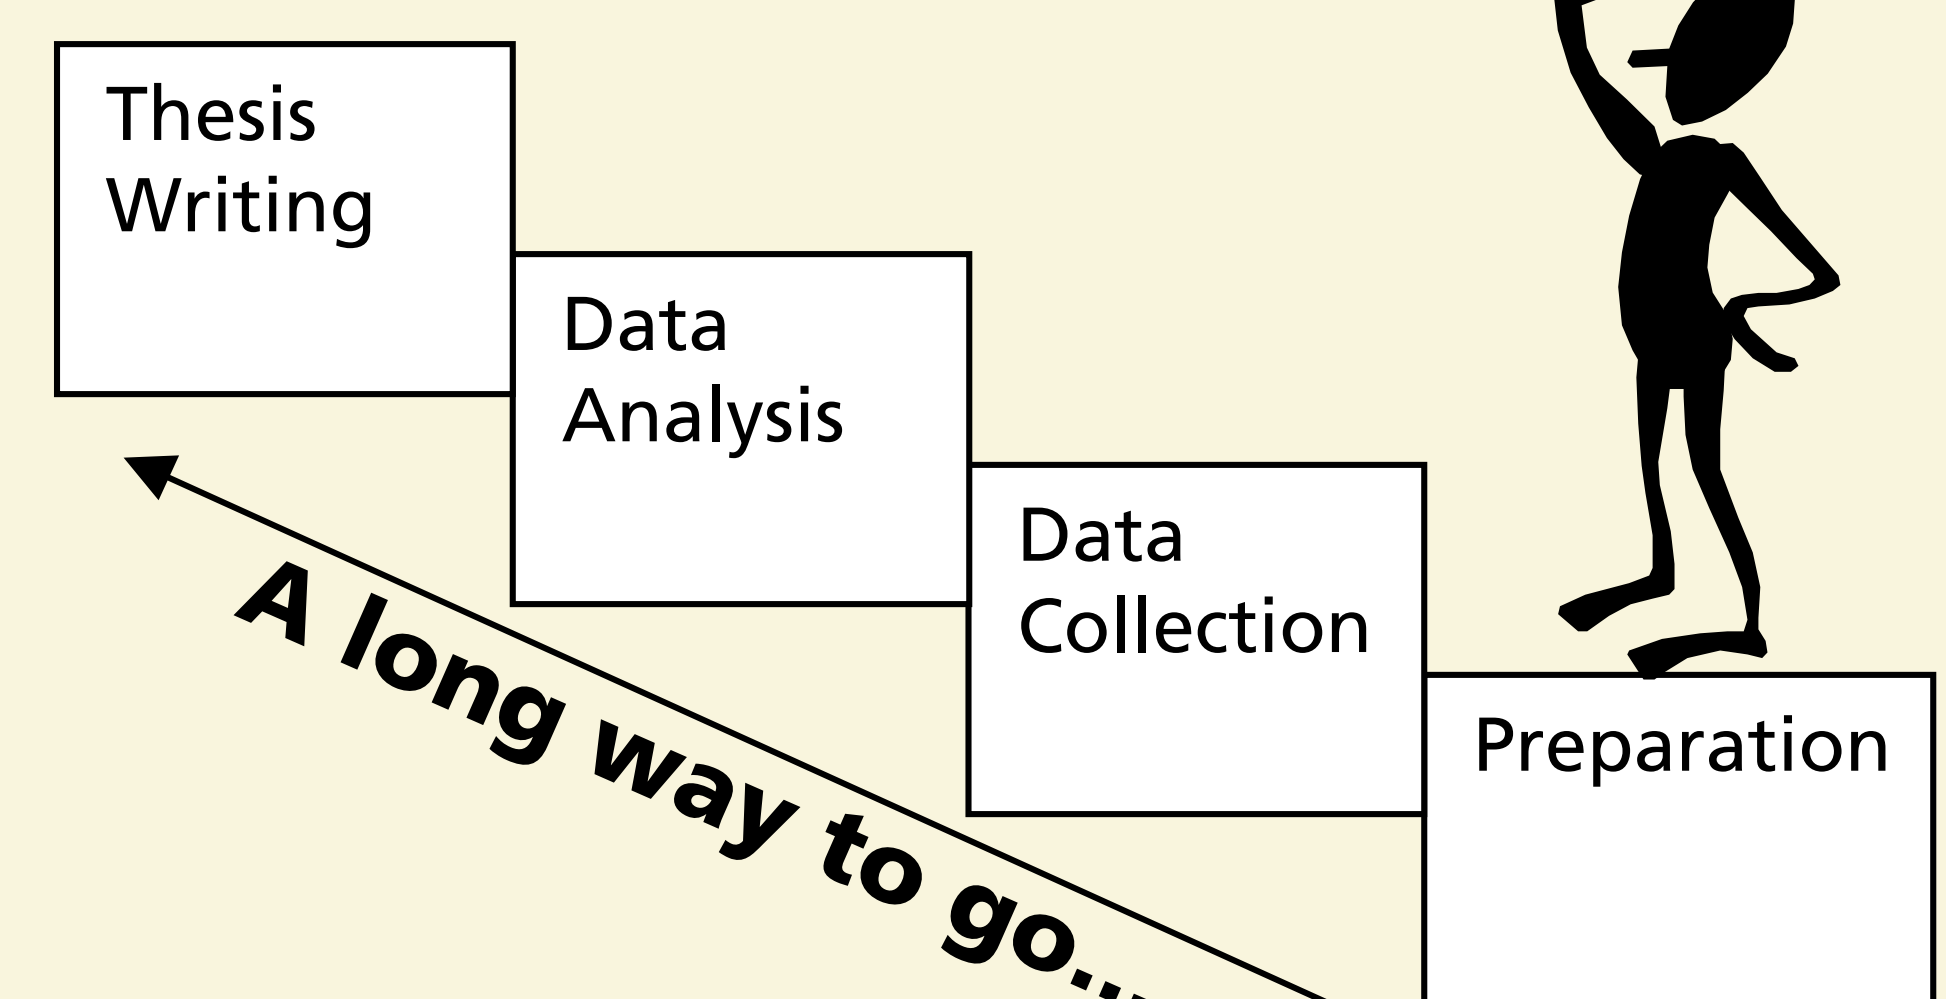 Thesis
Writing
Data
Analysis
Data
Collection
Preparation
A long way to go...